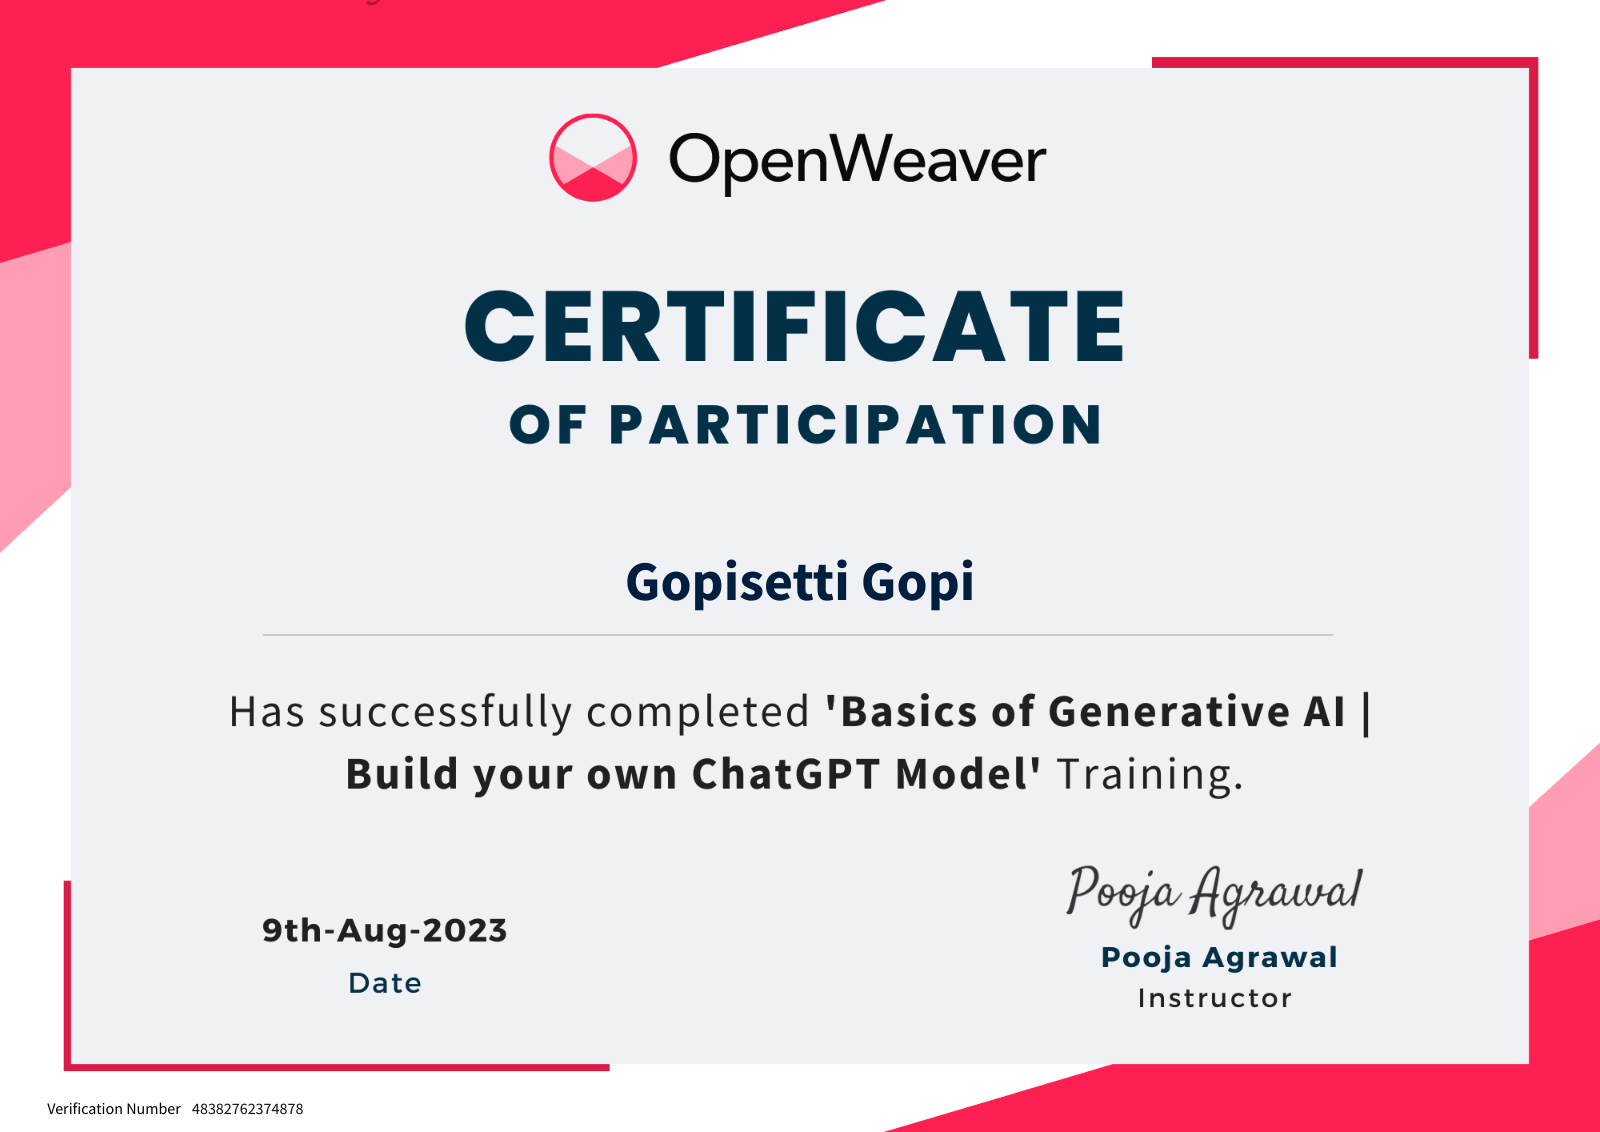 OpenWeaver
CERTIFICATE
OF PARTICIPATION
Gopisetti Gopi
Has successfully completed 'Basics of Generative AI |
Build your own ChatGPT Model' Training.
9th-Aug-2023
Date
Pooja Agrawal
Pooja Agrawal
Instructor
Verification Number 48382762374878